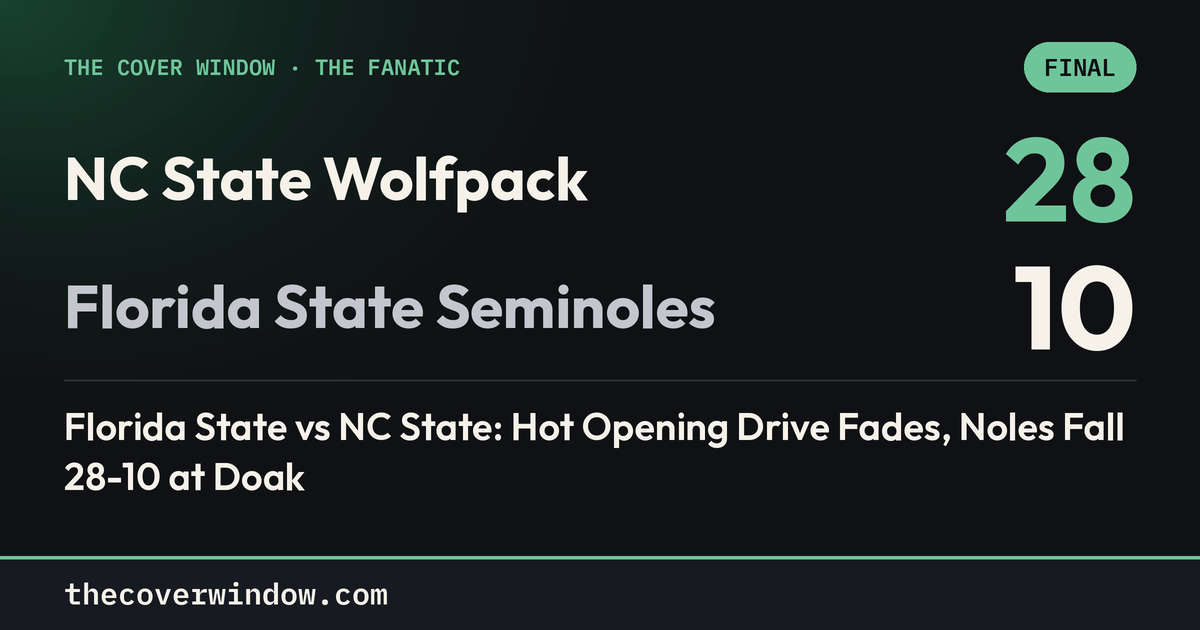 THE COVER WINDOW · THE FANATIC
FINAL
NC State Wolfpack 28
Florida State Seminoles 10
Florida State vs NC State: Hot Opening Drive Fades, Noles Fall
28-10 at Doak
thecoverwindow.com